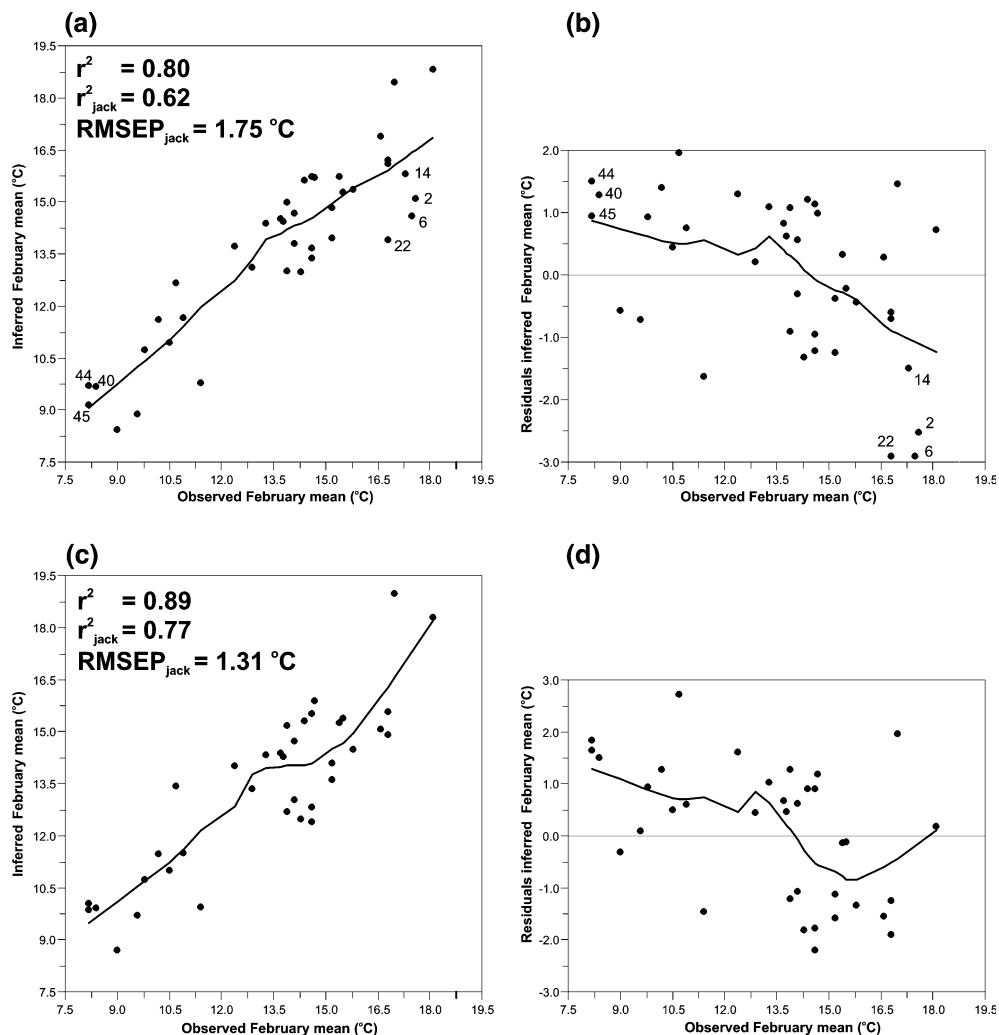 (a)
r2 = 0.80
r2jack = 0.62
RMSEPjack = 1.75 °C
19.5
18.0
16.5
15.0
13.5
12.0
10.5
9.0
7.5
Inferred February mean (°C)
14
2
6
22
44
40
45
7.5 9.0 10.5 12.0 13.5 15.0 16.5 18.0 19.5
Observed February mean (°C)
(b)
2.0
1.0
0.0
-1.0
-2.0
-3.0
Residuals inferred February mean (°C)
44
40
45
14
2
22
6
7.5 9.0 10.5 12.0 13.5 15.0 16.5 18.0 19.5
Observed February mean (°C)
(c)
r2 = 0.89
r2jack = 0.77
RMSEPjack = 1.31 °C
19.5
18.0
16.5
15.0
13.5
12.0
10.5
9.0
7.5
Inferred February mean (°C)
7.5 9.0 10.5 12.0 13.5 15.0 16.5 18.0 19.5
Observed February mean (°C)
(d)
3.0
2.0
1.0
0.0
-1.0
-2.0
-3.0
Residuals inferred February mean (°C)
7.5 9.0 10.5 12.0 13.5 15.0 16.5 18.0 19.5
Observed February mean (°C)